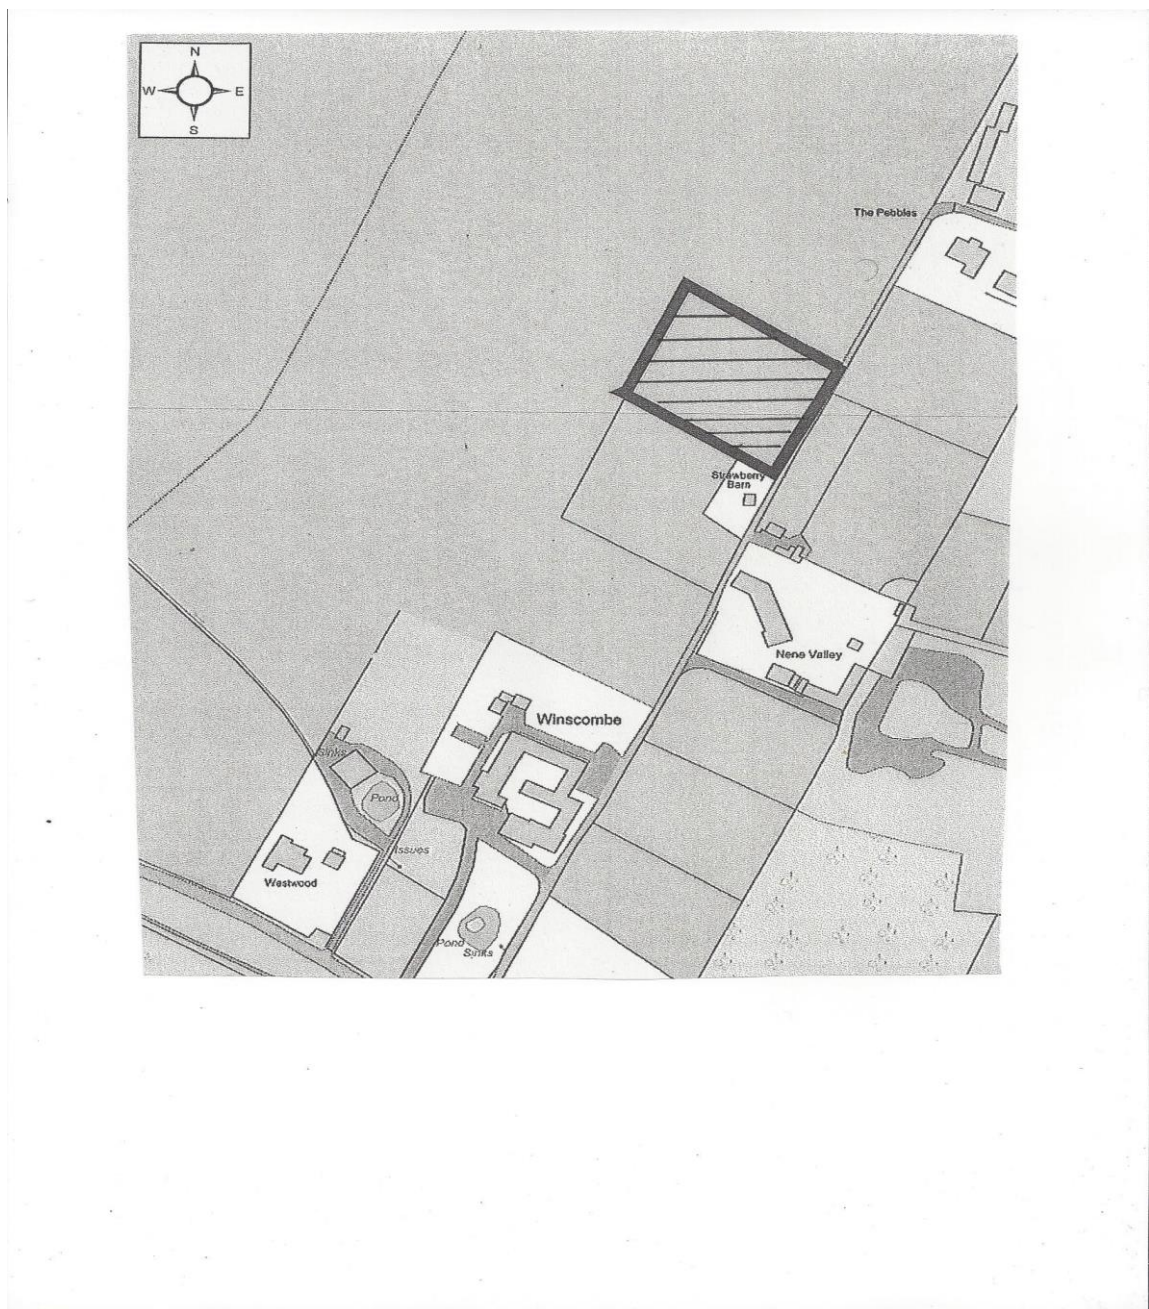 N
W E
S
The Pebbles
Strawberry
Barn
Nene Valley
Winscombe
Sinks
Pond
Issues
Westwood
Pond
Sinks